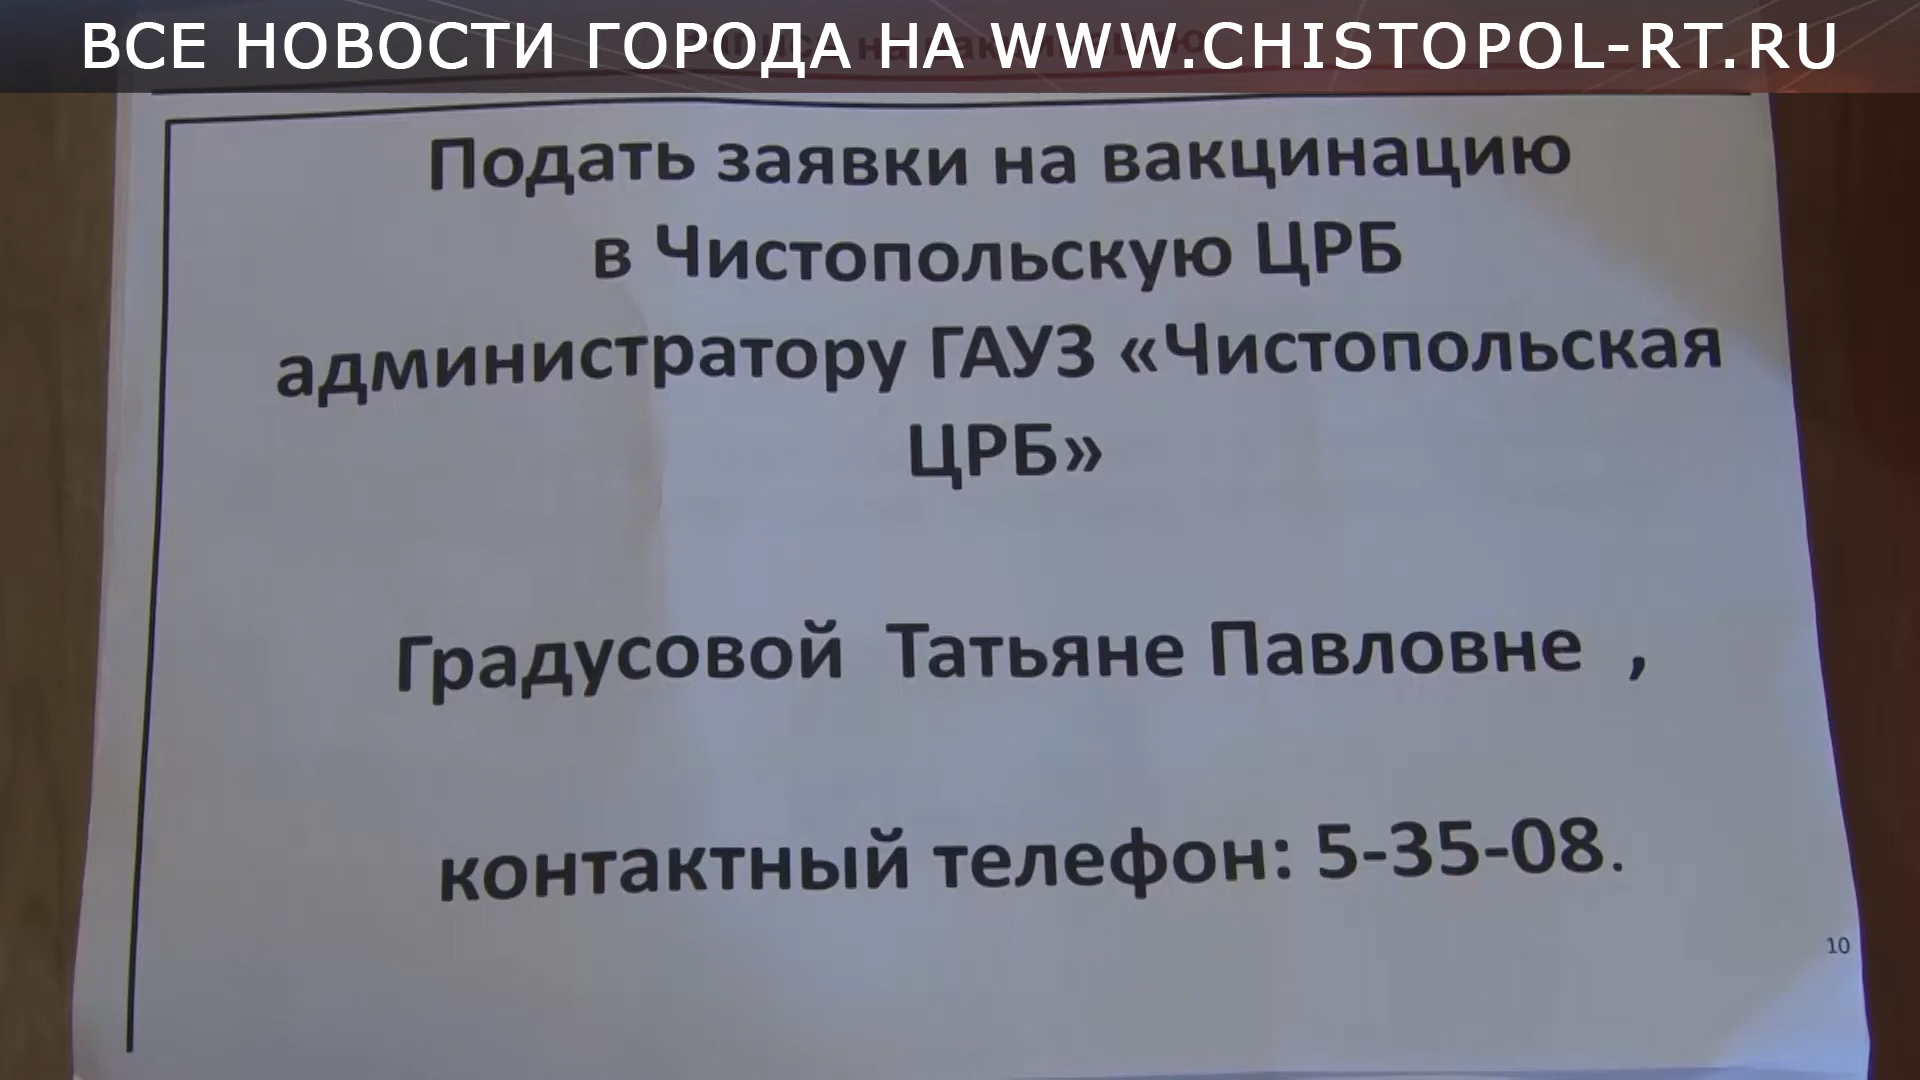 ВСЕ НОВОСТИ ГОРОДА НА WWW.CHISTOPOL-RT.RU
Подать заявки на вакцинацию
в Чистопольскую ЦРБ
администратору ГАУЗ «Чистопольская
ЦРБ»
Градусовой Татьяне Павловне ,
контактный телефон: 5-35-08.
10